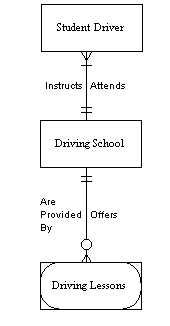 Student Driver
Instructs Attends
Driving School
Are
Provided Offers
By
Driving Lessons